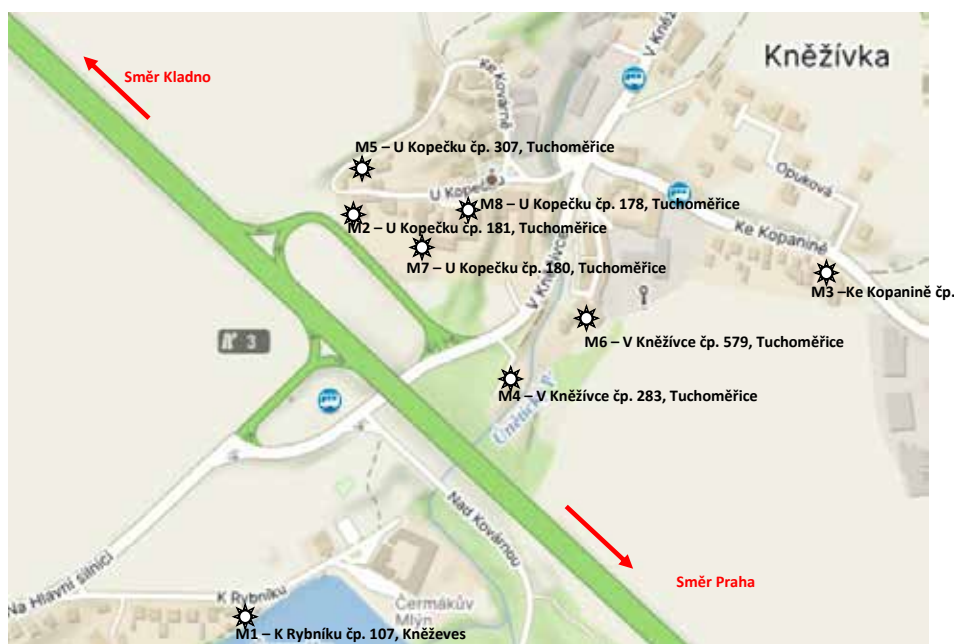 Kněžívka
V Kněž
Směr Kladno
Ke Kovárně
M5 – U Kopečku čp. 307, Tuchoměřice
Opuková
U Kopečku
M8 – U Kopečku čp. 178, Tuchoměřice
M2 – U Kopečku čp. 181, Tuchoměřice
Ke Kopanině
M7 – U Kopečku čp. 180, Tuchoměřice
V Kněžívce
M3 –Ke Kopanině čp.
3
M6 – V Kněžívce čp. 579, Tuchoměřice
M4 – V Kněžívce čp. 283, Tuchoměřice
Únětický P.
Nad Kovárnou
Na Hlavní silnici
Směr Praha
K Rybníku
Čermákův
Mlýn
M1 – K Rybníku čp. 107, Kněževes